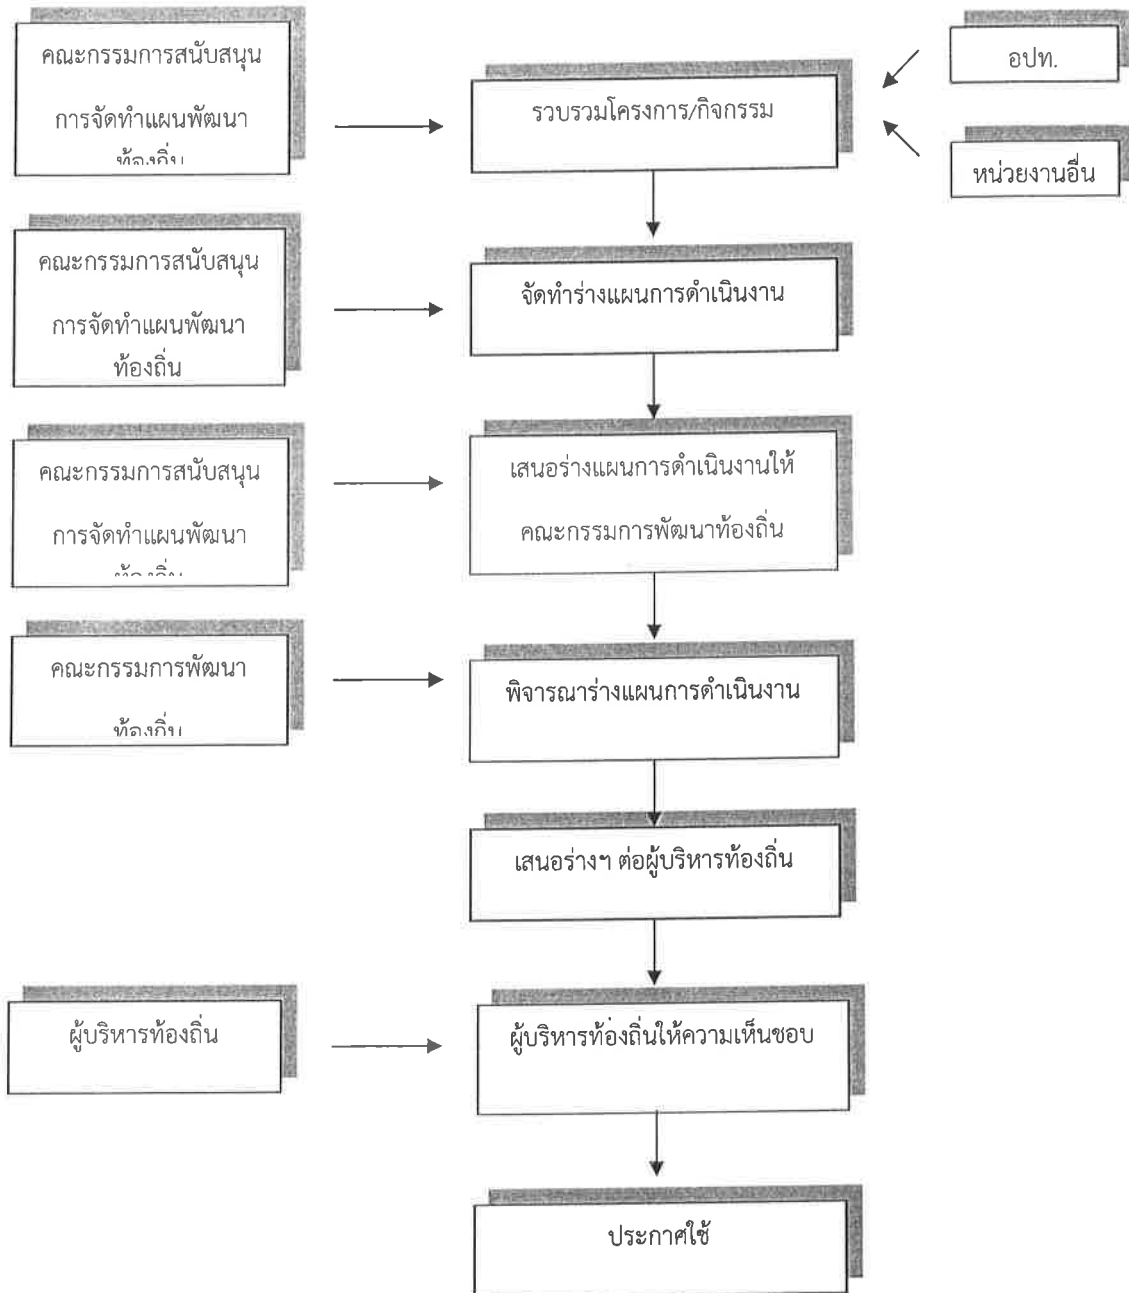 คณะกรรมการสนับสนุน
การจัดทำแผนพัฒนา
ท้องถิ่น
รวบรวมโครงการ/กิจกรรม
อปท.
หน่วยงานอื่น
คณะกรรมการสนับสนุน
การจัดทำแผนพัฒนา
ท้องถิ่น
จัดทำร่างแผนการดำเนินงาน
คณะกรรมการสนับสนุน
การจัดทำแผนพัฒนา
ท้องถิ่น
เสนอร่างแผนการดำเนินงานให้
คณะกรรมการพัฒนาท้องถิ่น
คณะกรรมการพัฒนา
ท้องถิ่น
พิจารณาร่างแผนการดำเนินงาน
เสนอร่างฯ ต่อผู้บริหารท้องถิ่น
ผู้บริหารท้องถิ่น
ผู้บริหารท้องถิ่นให้ความเห็นชอบ
ประกาศใช้